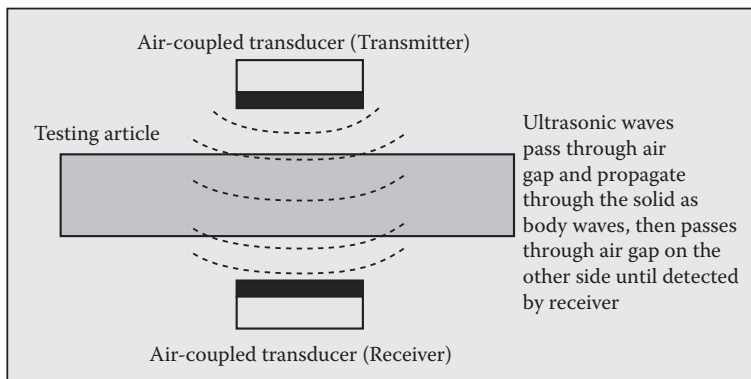 Air-coupled transducer (Transmitter)
Testing article
Ultrasonic waves
pass through air
gap and propagate
through the solid as
body waves, then passes
through air gap on the
other side until detected
by receiver
Air-coupled transducer (Receiver)